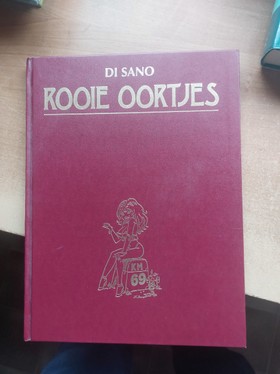 DI SANO
ROOIE OORTJES
KM
69